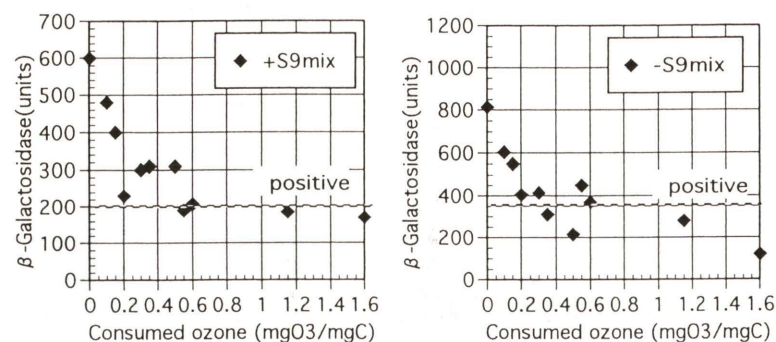 700
600
500
400
300
200
100
0
+S9mix
positive
β-Galactosidase(units)
0 0.2 0.4 0.6 0.8 1 1.2 1.4 1.6
Consumed ozone (mgO3/mgC)
1200
1000
800
600
400
200
0
-S9mix
positive
β-Galactosidase(units)
0 0.2 0.4 0.6 0.8 1 1.2 1.4 1.6
Consumed ozone (mgO3/mgC)